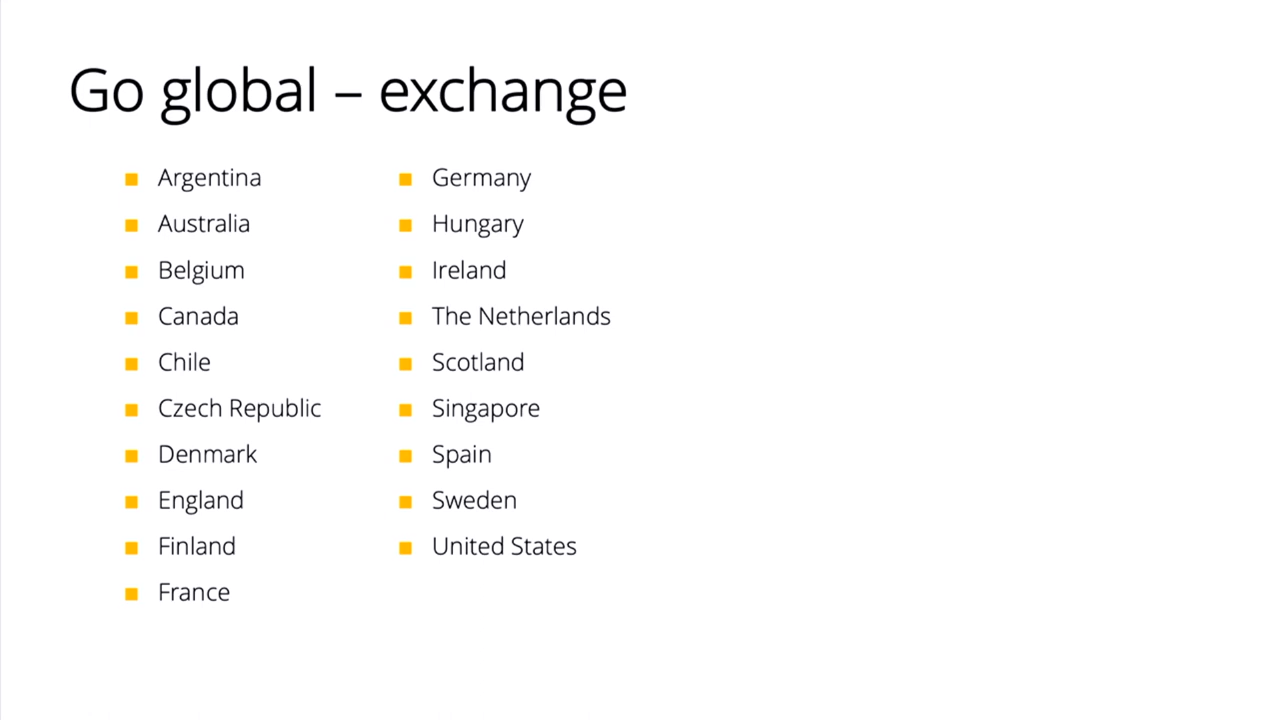 Go global – exchange
Argentina
Australia
Belgium
Canada
Chile
Czech Republic
Denmark
England
Finland
France
Germany
Hungary
Ireland
The Netherlands
Scotland
Singapore
Spain
Sweden
United States